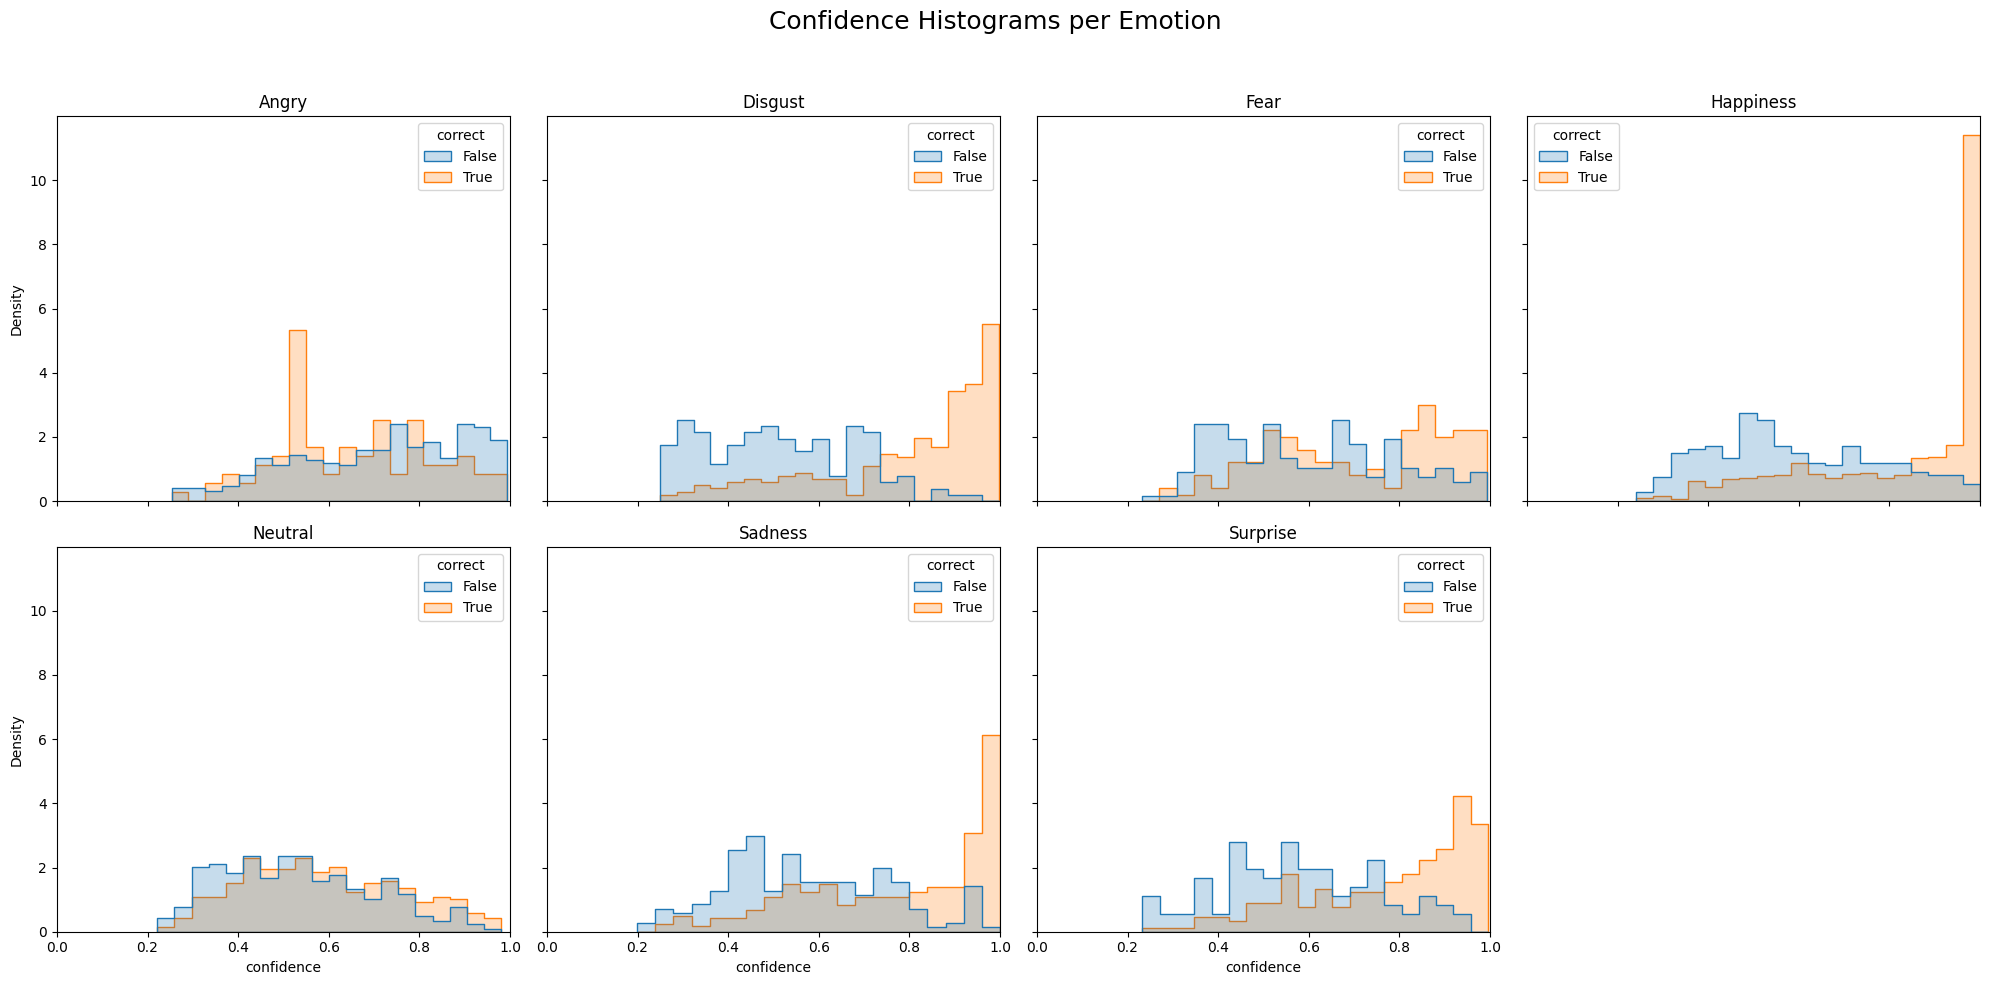 Confidence Histograms per Emotion
Angry
Disgust
Fear
Happiness
correct
False
True
correct
False
True
correct
False
True
correct
False
True
Density
10
8
6
4
2
0
Neutral
Sadness
Surprise
correct
False
True
correct
False
True
correct
False
True
Density
10
8
6
4
2
0
0.0 0.2 0.4 0.6 0.8 1.0
0.0 0.2 0.4 0.6 0.8 1.0
0.0 0.2 0.4 0.6 0.8 1.0
confidence
confidence
confidence